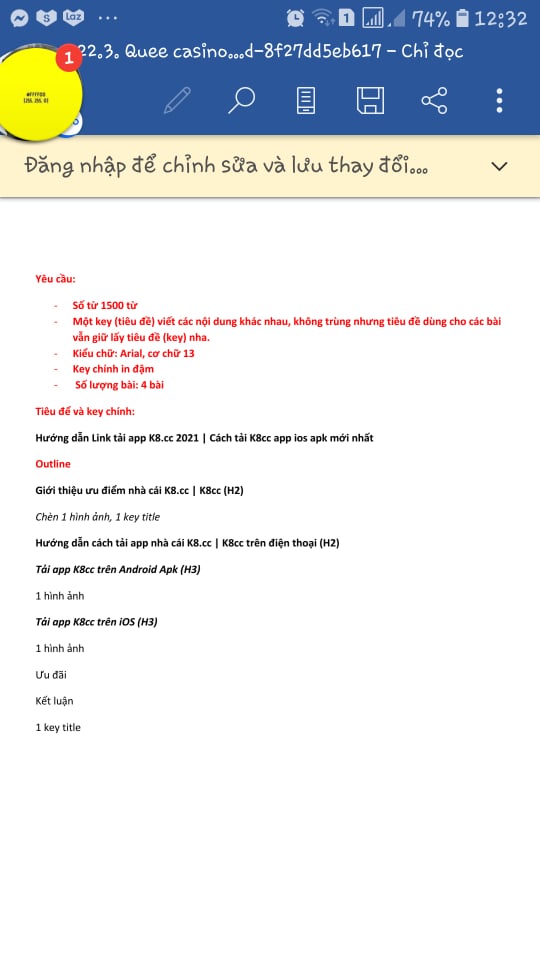 Laz
1
74%
12:32
22.3. Quee casino...d-8f27dd5eb617 – Chỉ đọc
1
#FFFF00
(255, 255, 0)
Đăng nhập để chỉnh sửa và lưu thay đổi...
Yêu cầu:
- Số từ 1500 từ
- Một key (tiêu đề) viết các nội dung khác nhau, không trùng nhưng tiêu đề dùng cho các bài
vẫn giữ lấy tiêu đề (key) nha.
- Kiểu chữ: Arial, cơ chữ 13
- Key chính in đậm
- Số lượng bài: 4 bài
Tiêu để và key chính:
Hướng dẫn Link tải app K8.cc 2021 | Cách tải K8cc app ios apk mới nhất
Outline
Giới thiệu ưu điểm nhà cái K8.cc | K8cc (H2)
Chèn 1 hình ảnh, 1 key title
Hướng dẫn cách tải app nhà cái K8.cc | K8cc trên điện thoại (H2)
Tải app K8cc trên Android Apk (H3)
1 hình ảnh
Tải app K8cc trên iOS (H3)
1 hình ảnh
Ưu đãi
Kết luận
1 key title